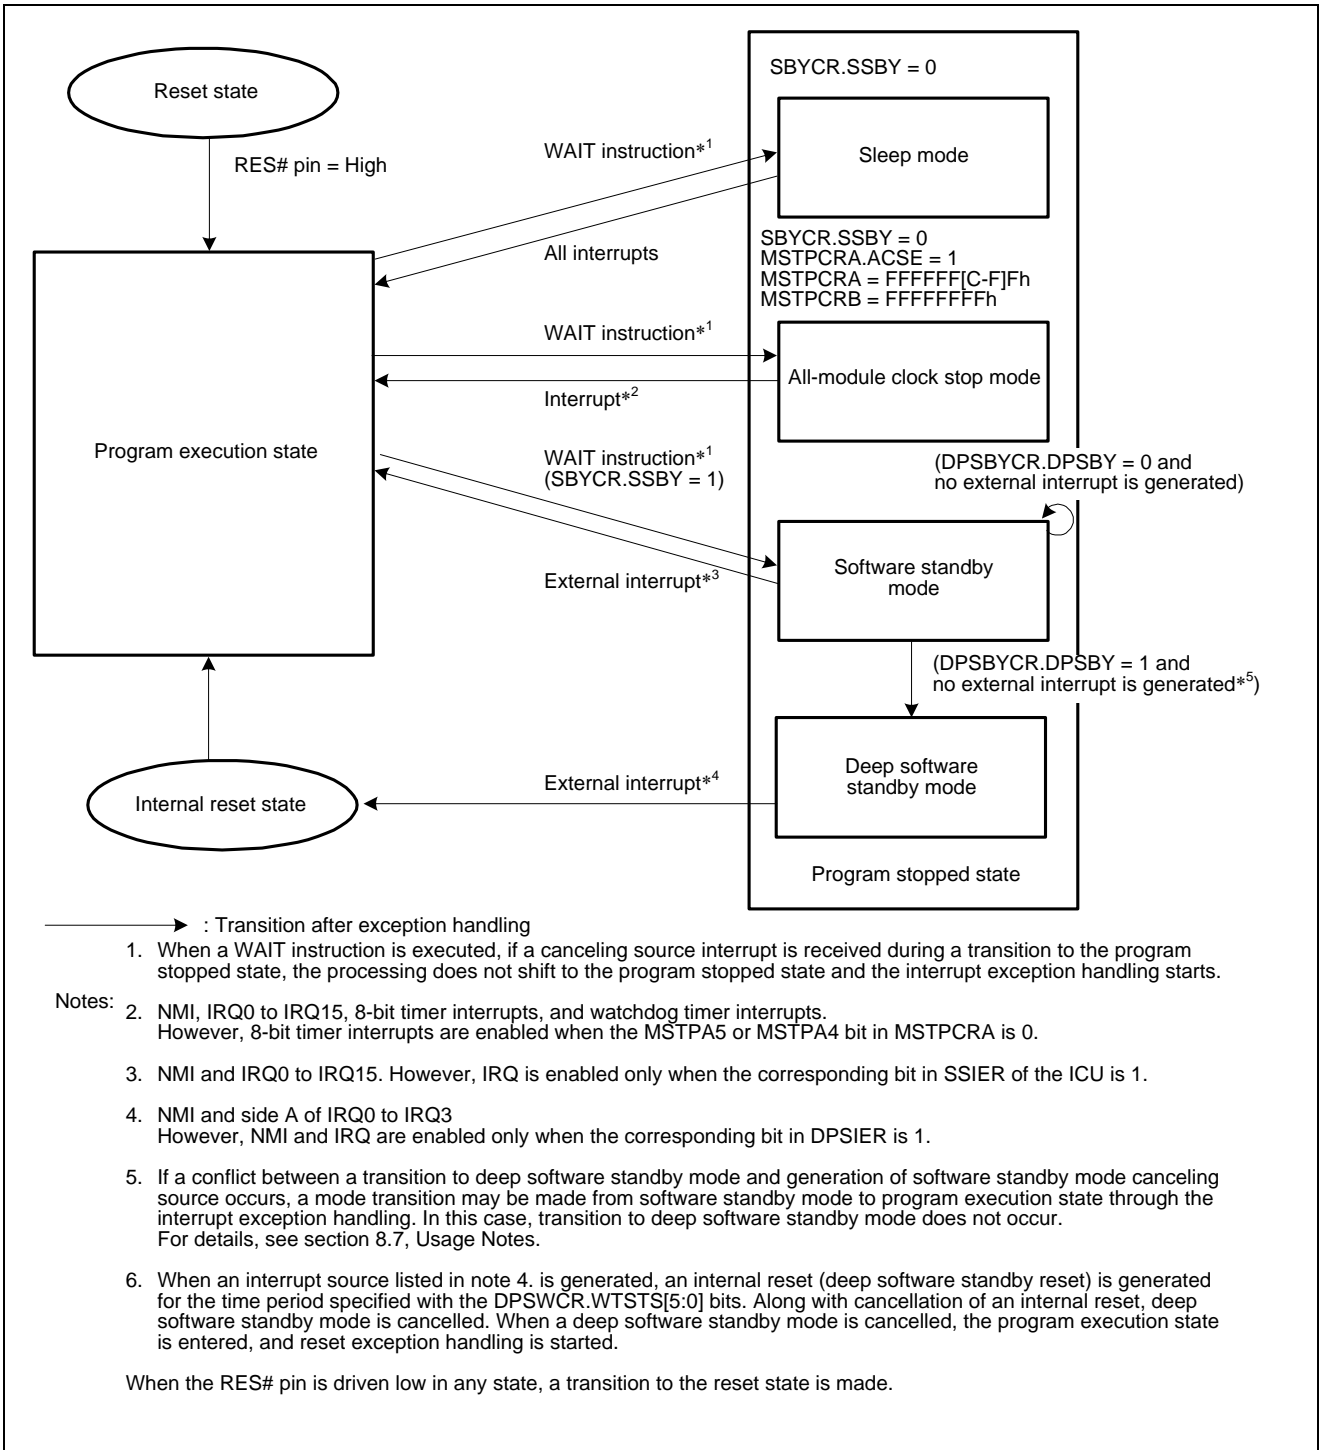 SBYCR.SSBY = 0
Reset state
WAIT instruction*1
Sleep mode
RES# pin = High
All interrupts
SBYCR.SSBY = 0
MSTPCRA.ACSE = 1
MSTPCRA = FFFFFF[C-F]Fh
MSTPCRB = FFFFFFFFh
WAIT instruction*1
All-module clock stop mode
Interrupt*2
Program execution state
WAIT instruction*1
(SBYCR.SSBY = 1)
(DPSBYCR.DPSBY = 0 and
no external interrupt is generated)
Software standby
mode
External interrupt*3
(DPSBYCR.DPSBY = 1 and
no external interrupt is generated*5)
Deep software
standby mode
External interrupt*4
Internal reset state
Program stopped state
: Transition after exception handling
Notes:
1. When a WAIT instruction is executed, if a canceling source interrupt is received during a transition to the program
stopped state, the processing does not shift to the program stopped state and the interrupt exception handling starts.
2. NMI, IRQ0 to IRQ15, 8-bit timer interrupts, and watchdog timer interrupts.
However, 8-bit timer interrupts are enabled when the MSTPA5 or MSTPA4 bit in MSTPCRA is 0.
3. NMI and IRQ0 to IRQ15. However, IRQ is enabled only when the corresponding bit in SSIER of the ICU is 1.
4. NMI and side A of IRQ0 to IRQ3
However, NMI and IRQ are enabled only when the corresponding bit in DPSIER is 1.
5. If a conflict between a transition to deep software standby mode and generation of software standby mode canceling
source occurs, a mode transition may be made from software standby mode to program execution state through the
interrupt exception handling. In this case, transition to deep software standby mode does not occur.
For details, see section 8.7, Usage Notes.
6. When an interrupt source listed in note 4. is generated, an internal reset (deep software standby reset) is generated
for the time period specified with the DPSWCR.WTSTS[5:0] bits. Along with cancellation of an internal reset, deep
software standby mode is cancelled. When a deep software standby mode is cancelled, the program execution state
is entered, and reset exception handling is started.
When the RES# pin is driven low in any state, a transition to the reset state is made.